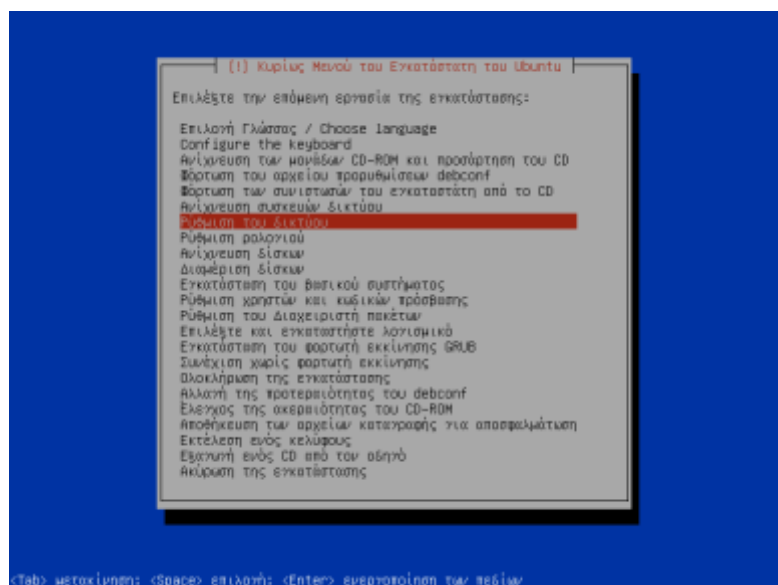 [!] Κυρίως Μενού του Εγκατάστατη του Ubuntu
Επιλέξτε την επόμενη εργασία της εγκατάστασης:
Επιλογή Γλώσσας / Choose language
Configure the keyboard
Ανίχνευση των μονάδων CD-ROM και προσάρτηση του CD
Φόρτωση του αρχείου προρυθμίσεων debconf
Φόρτωση των συνιστωσών του εγκαταστάτη από το CD
Ανίχνευση συσκευών δικτύου
Ρύθμιση του δικτύου
Ρύθμιση ρολογιού
Ανίχνευση δίσκων
Διαμέριση δίσκων
Εγκατάσταση του βασικού συστήματος
Ρύθμιση χρηστών και κωδικών πρόσβασης
Ρύθμιση του Διαχειριστή πακέτων
Επιλέξτε και εγκαταστήστε λογισμικό
Εγκατάσταση του φορτωτή εκκίνησης GRUB
Συνέχιση χωρίς φορτωτή εκκίνησης
Ολοκλήρωση της εγκατάστασης
Αλλαγή της προτεραιότητας του debconf
Έλεγχος της ακεραιότητας του CD-ROM
Αποθήκευση των αρχείων καταγραφής για αποσφαλμάτωση
Εκτέλεση ενός κελύφους
Εξαγωγή ενός CD από τον οδηγό
Ακύρωση της εγκατάστασης
<Tab> μετακίνηση; <Space> επιλογή; <Enter> ενεργοποίηση των πεδίων